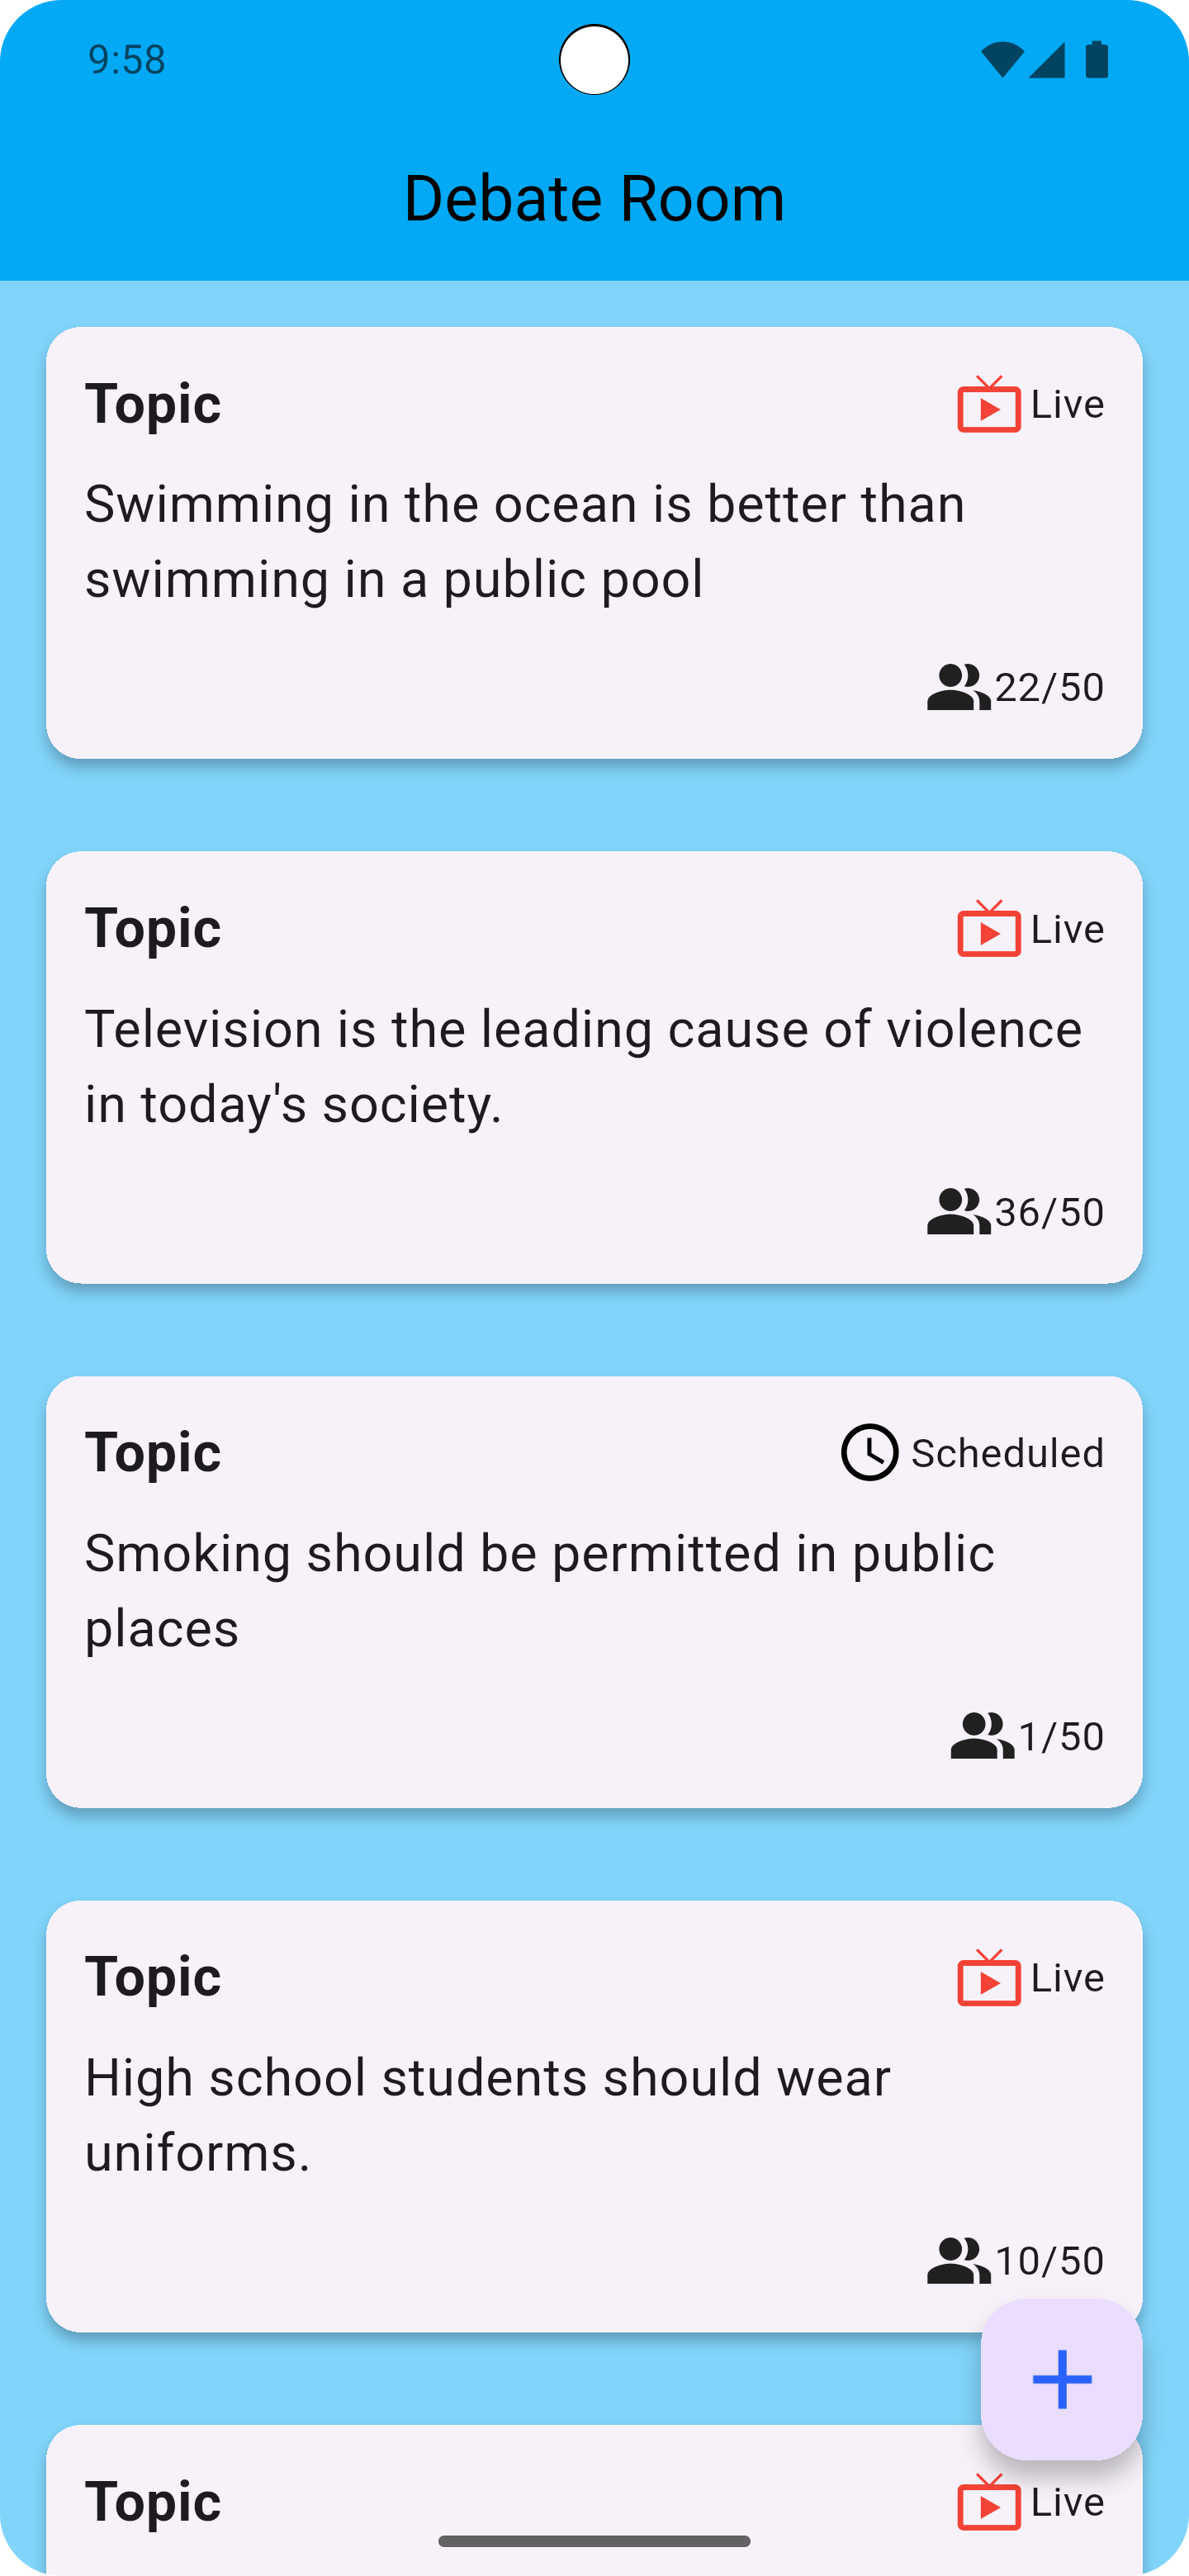 9:58
Debate Room
Topic
Live
Swimming in the ocean is better than
swimming in a public pool
22/50
Topic
Live
Television is the leading cause of violence
in today's society.
36/50
Topic
Scheduled
Smoking should be permitted in public
places
1/50
Topic
Live
High school students should wear
uniforms.
10/50
Topic
Live